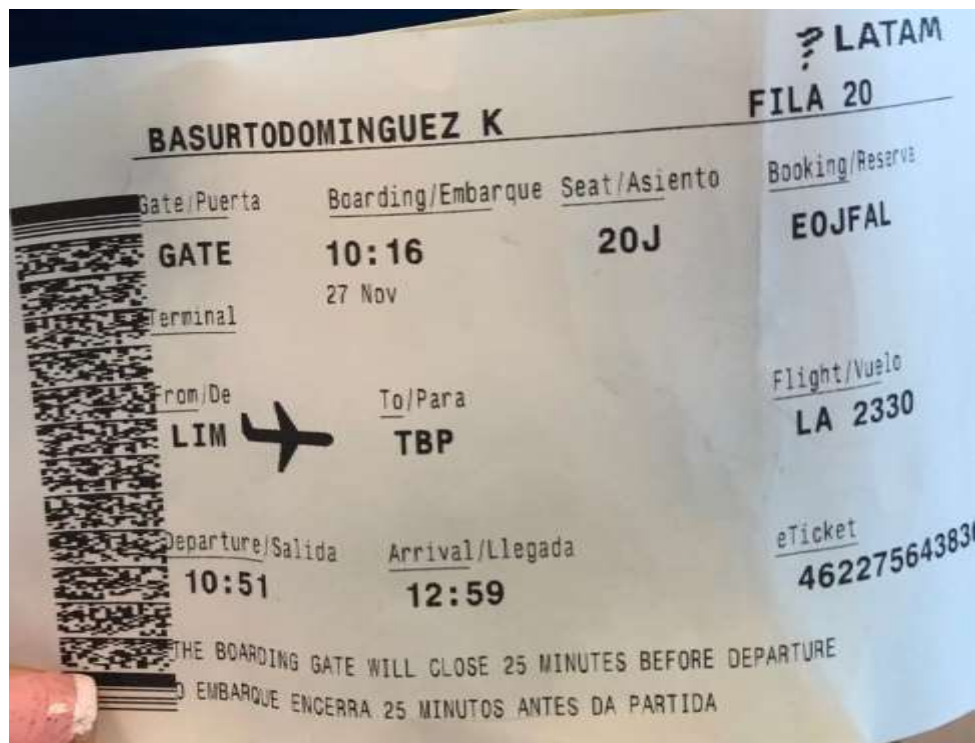 LATAM
BASURTODOMINGUEZ K FILA 20
Gate/Puerta Boarding/Embarque Seat/Asiento Booking/Reserva
GATE 10:16 20J EOJFAL
27 Nov
Terminal
From/De To/Para Flight/Vuelo
LIM TBP LA 2330
Departure/Salida Arrival/Llegada eTicket
10:51 12:59 462275643830
THE BOARDING GATE WILL CLOSE 25 MINUTES BEFORE DEPARTURE
O EMBARQUE ENCERRA 25 MINUTOS ANTES DA PARTIDA